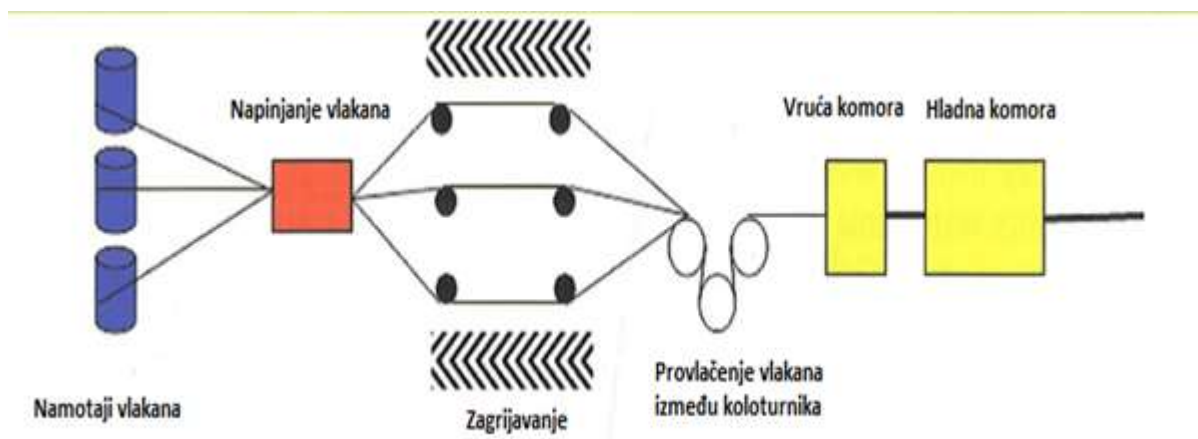 Napinjanje vlakana
Vruća komora
Hladna komora
Namotaji vlakana
Zagrijavanje
Provlačenje vlakana
između koloturnika